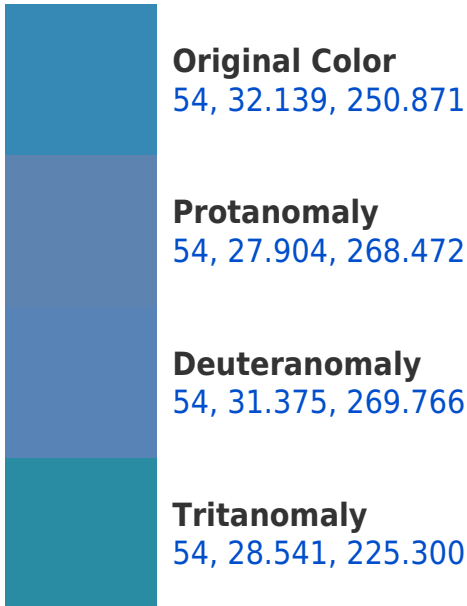 Original Color
54, 32.139, 250.871
Protanomaly
54, 27.904, 268.472
Deuteranomaly
54, 31.375, 269.766
Tritanomaly
54, 28.541, 225.300